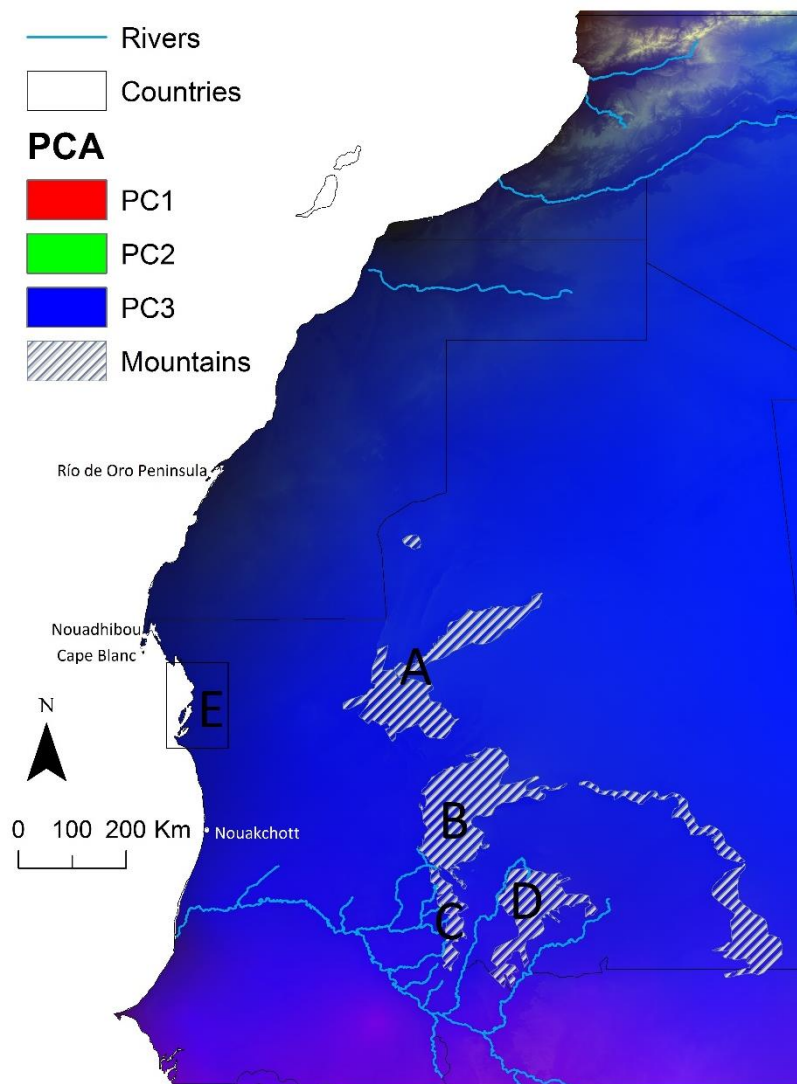 Rivers
Countries
PCA
PC1
PC2
PC3
Mountains
Río de Oro Peninsula
Nouadhibou
Cape Blanc
A
E
N
0 100 200 Km
Nouakchott
B
C
D